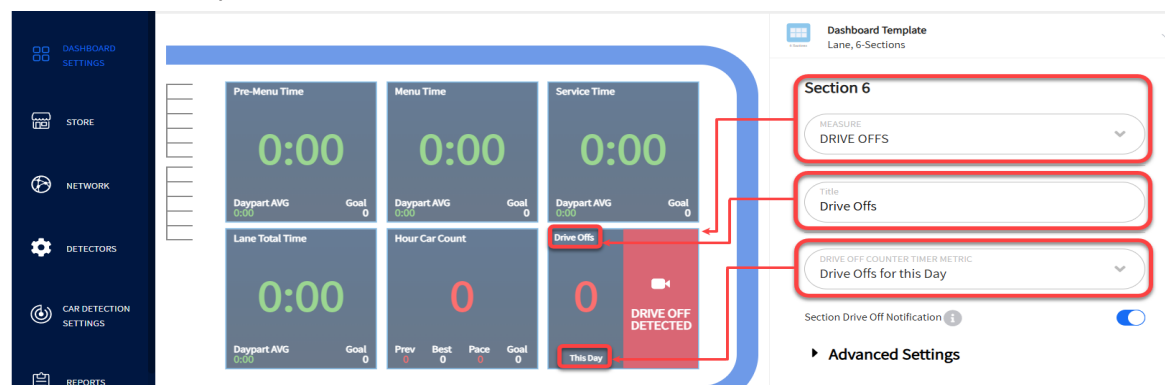 DASHBOARD
SETTINGS
STORE
NETWORK
DETECTORS
CAR DETECTION
SETTINGS
REPORTS
Pre-Menu Time
0:00
Daypart AVG Goal
0:00 0
Menu Time
0:00
Daypart AVG Goal
0:00 0
Service Time
0:00
Daypart AVG Goal
0:00 0
Lane Total Time
0:00
Daypart AVG Goal
0:00 0
Hour Car Count
0
Prev Best Pace Goal
0 0 0 0
Drive Offs
0
This Day
DRIVE OFF
DETECTED
Dashboard Template
Lane, 6-Sections
Section 6
MEASURE
DRIVE OFFS
Title
Drive Offs
DRIVE OFF COUNTER TIMER METRIC
Drive Offs for this Day
Section Drive Off Notification i
Advanced Settings